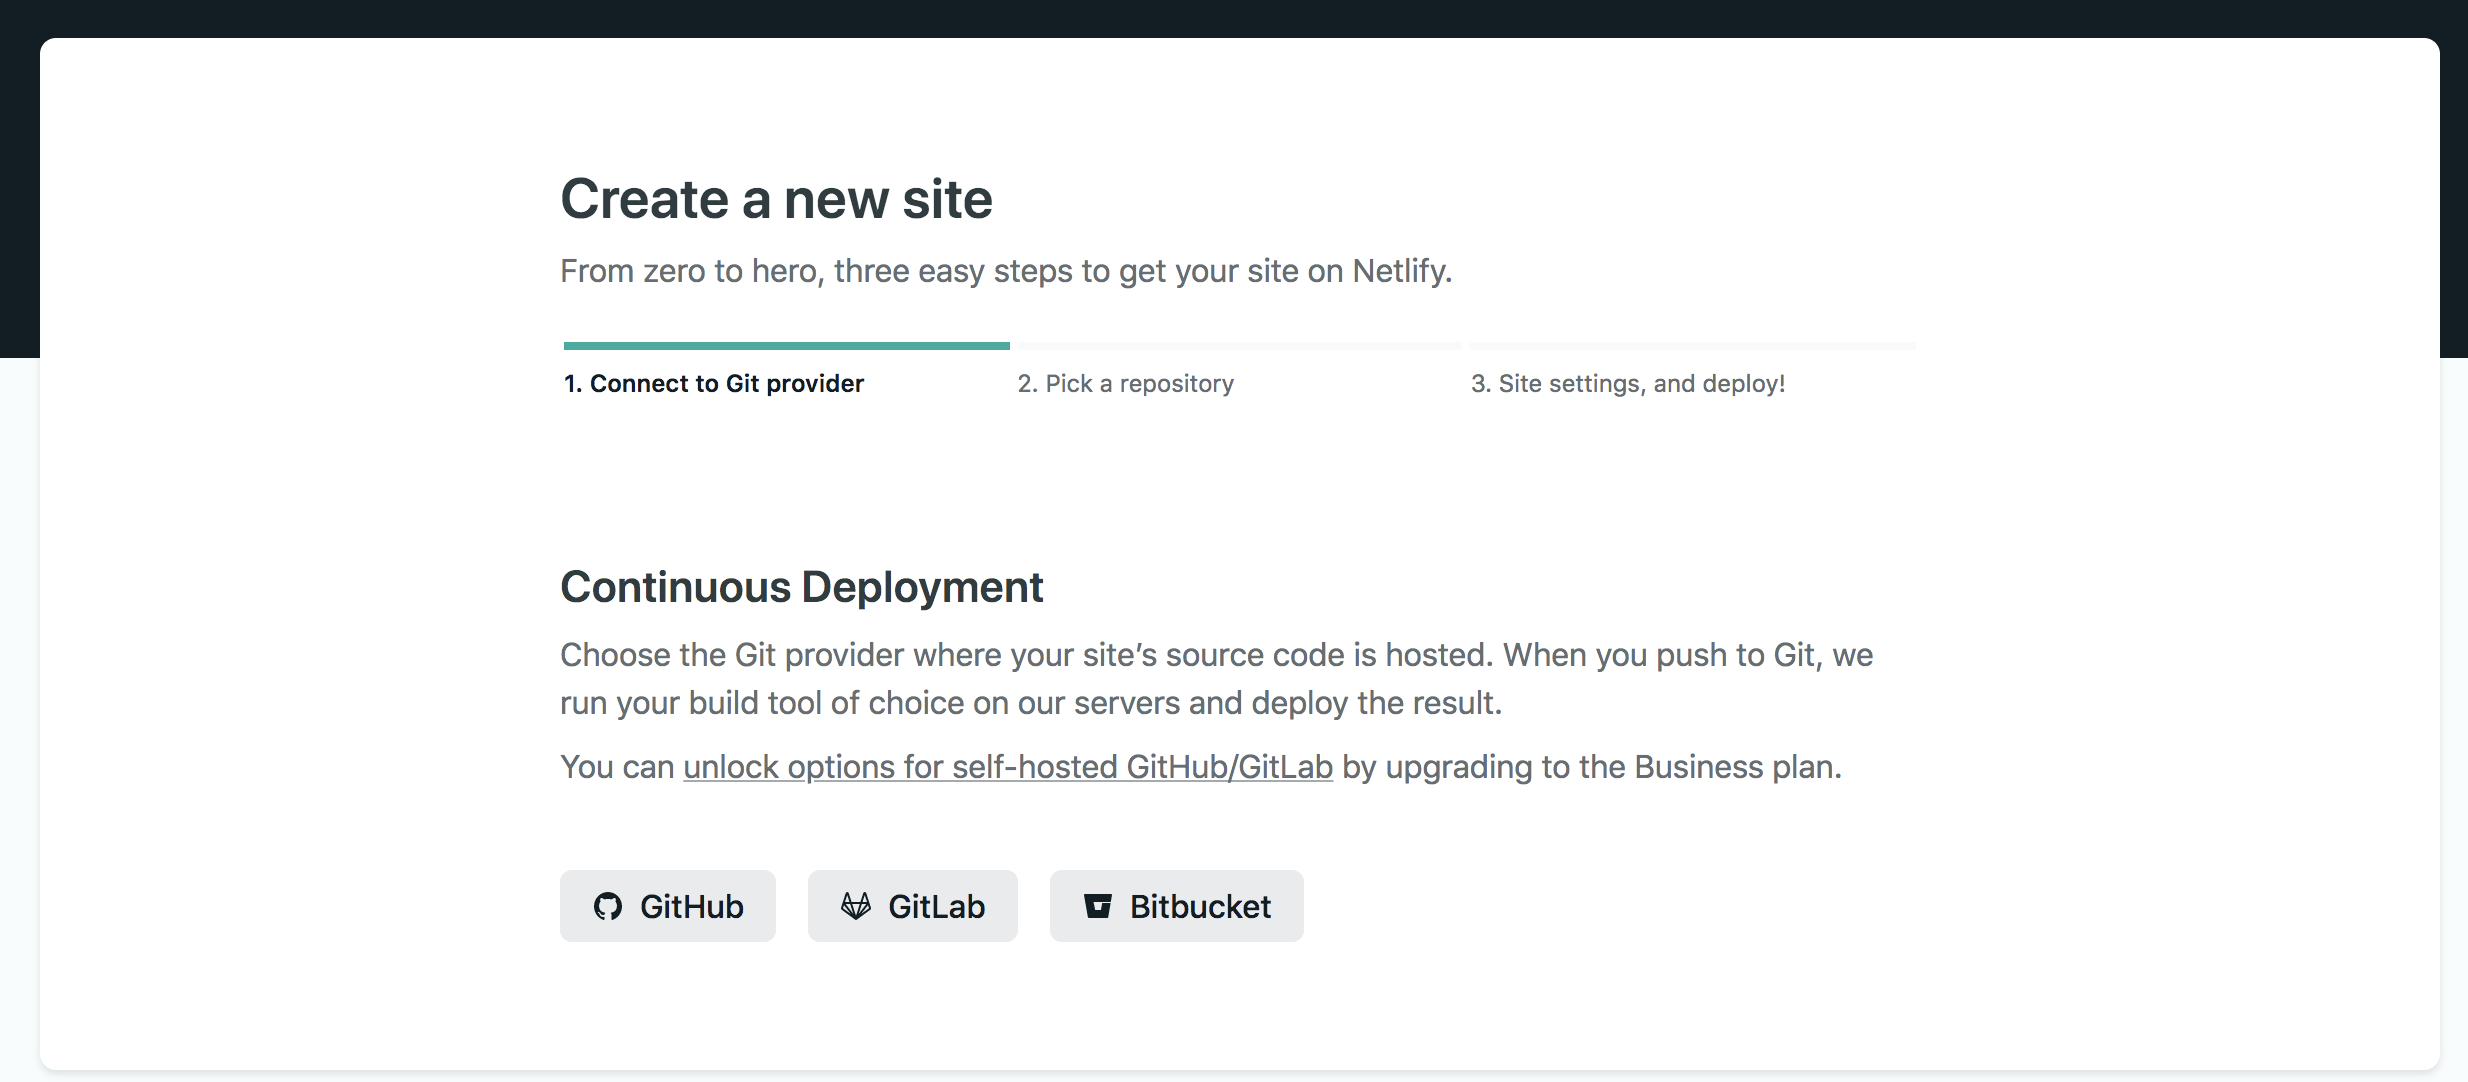 Create a new site
From zero to hero, three easy steps to get your site on Netlify.
1. Connect to Git provider
2. Pick a repository
3. Site settings, and deploy!
Continuous Deployment
Choose the Git provider where your site’s source code is hosted. When you push to Git, we
run your build tool of choice on our servers and deploy the result.
You can unlock options for self-hosted GitHub/GitLab by upgrading to the Business plan.
GitHub
GitLab
Bitbucket